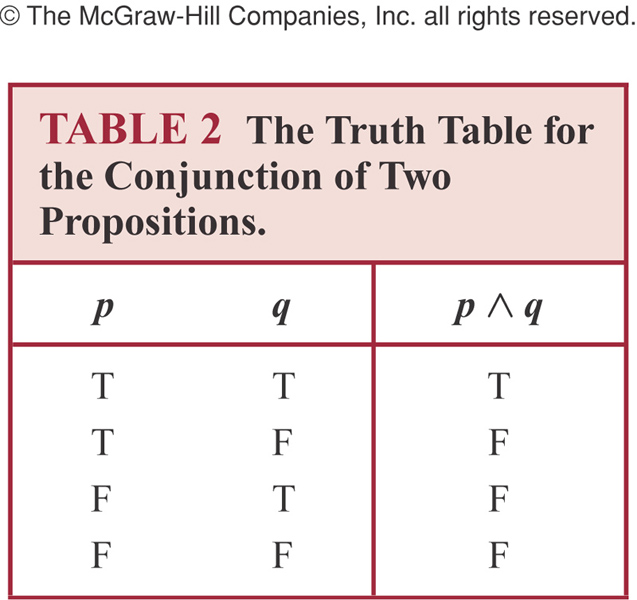 © The McGraw-Hill Companies, Inc. all rights reserved.
TABLE 2 The Truth Table for
the Conjunction of Two
Propositions.
p q p ∧ q
T T T
T F F
F T F
F F F